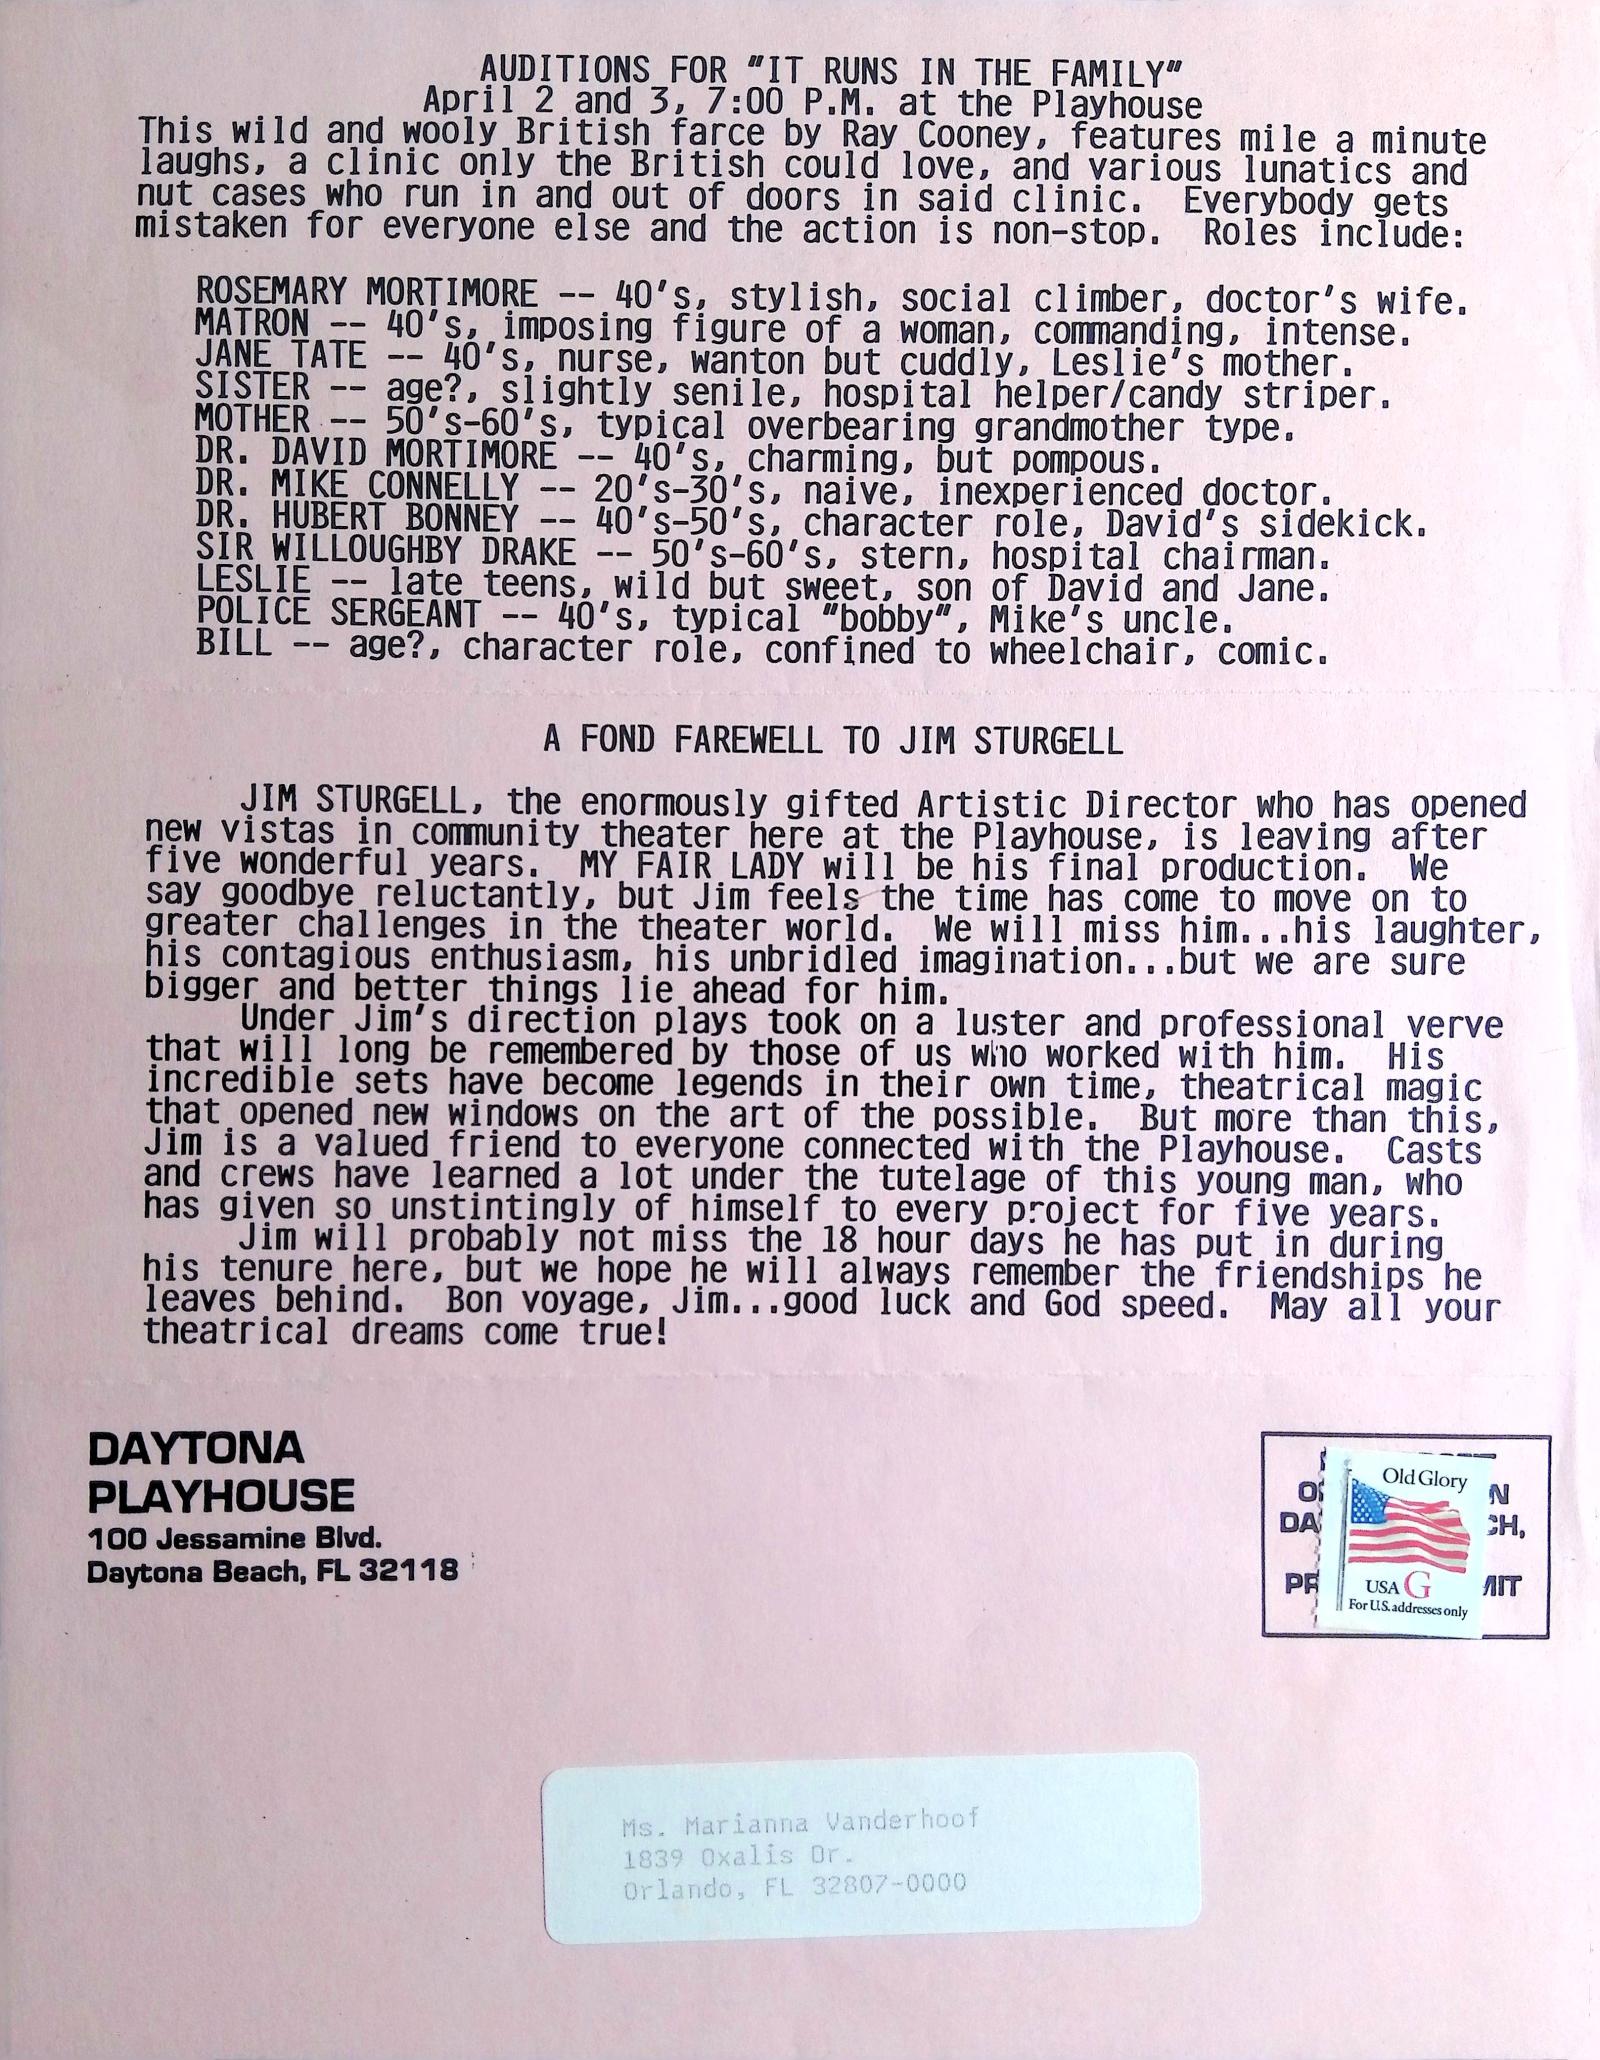 AUDITIONS FOR "IT RUNS IN THE FAMILY"
April 2 and 3, 7:00 P.M. at the Playhouse
This wild and wooly British farce by Ray Cooney, features mile a minute
laughs, a clinic only the British could love, and various lunatics and
nut cases who run in and out of doors in said clinic.  Everybody gets
mistaken for everyone else and the action is non-stop.  Roles include:
ROSEMARY MORTIMORE -- 40's, stylish, social climber, doctor's wife.
MATRON -- 40's, imposing figure of a woman, commanding, intense.
JANE TATE -- 40's, nurse, wanton but cuddly, Leslie's mother.
SISTER -- age?, slightly senile, hospital helper/candy striper.
MOTHER -- 50's-60's, typical overbearing grandmother type.
DR. DAVID MORTIMORE -- 40's, charming, but pompous.
DR. MIKE CONNELLY -- 20's-30's, naive, inexperienced doctor.
DR. HUBERT BONNEY -- 40's-50's, character role, David's sidekick.
SIR WILLOUGHBY DRAKE -- 50's-60's, stern, hospital chairman.
LESLIE -- late teens, wild but sweet, son of David and Jane.
POLICE SERGEANT -- 40's, typical "bobby", Mike's uncle.
BILL -- age?, character role, confined to wheelchair, comic.
A FOND FAREWELL TO JIM STURGELL
JIM STURGELL, the enormously gifted Artistic Director who has opened
new vistas in community theater here at the Playhouse, is leaving after
five wonderful years.  MY FAIR LADY will be his final production.  We
say goodbye reluctantly, but Jim feels the time has come to move on to
greater challenges in the theater world.  We will miss him...his laughter,
his contagious enthusiasm, his unbridled imagination...but we are sure
bigger and better things lie ahead for him.
Under Jim's direction plays took on a luster and professional verve
that will long be remembered by those of us who worked with him.  His
incredible sets have become legends in their own time, theatrical magic
that opened new windows on the art of the possible.  But more than this,
Jim is a valued friend to everyone connected with the Playhouse.  Casts
and crews have learned a lot under the tutelage of this young man, who
has given so unstintingly of himself to every project for five years.
Jim will probably not miss the 18 hour days he has put in during
his tenure here, but we hope he will always remember the friendships he
leaves behind.  Bon voyage, Jim...good luck and God speed.  May all your
theatrical dreams come true!
DAYTONA
PLAYHOUSE
100 Jessamine Blvd.
Daytona Beach, FL 32118
Old Glory
USA G
For U.S. addresses only
Ms. Marianna Vanderhoof
1839 Oxalis Dr.
Orlando, FL 32807-0000